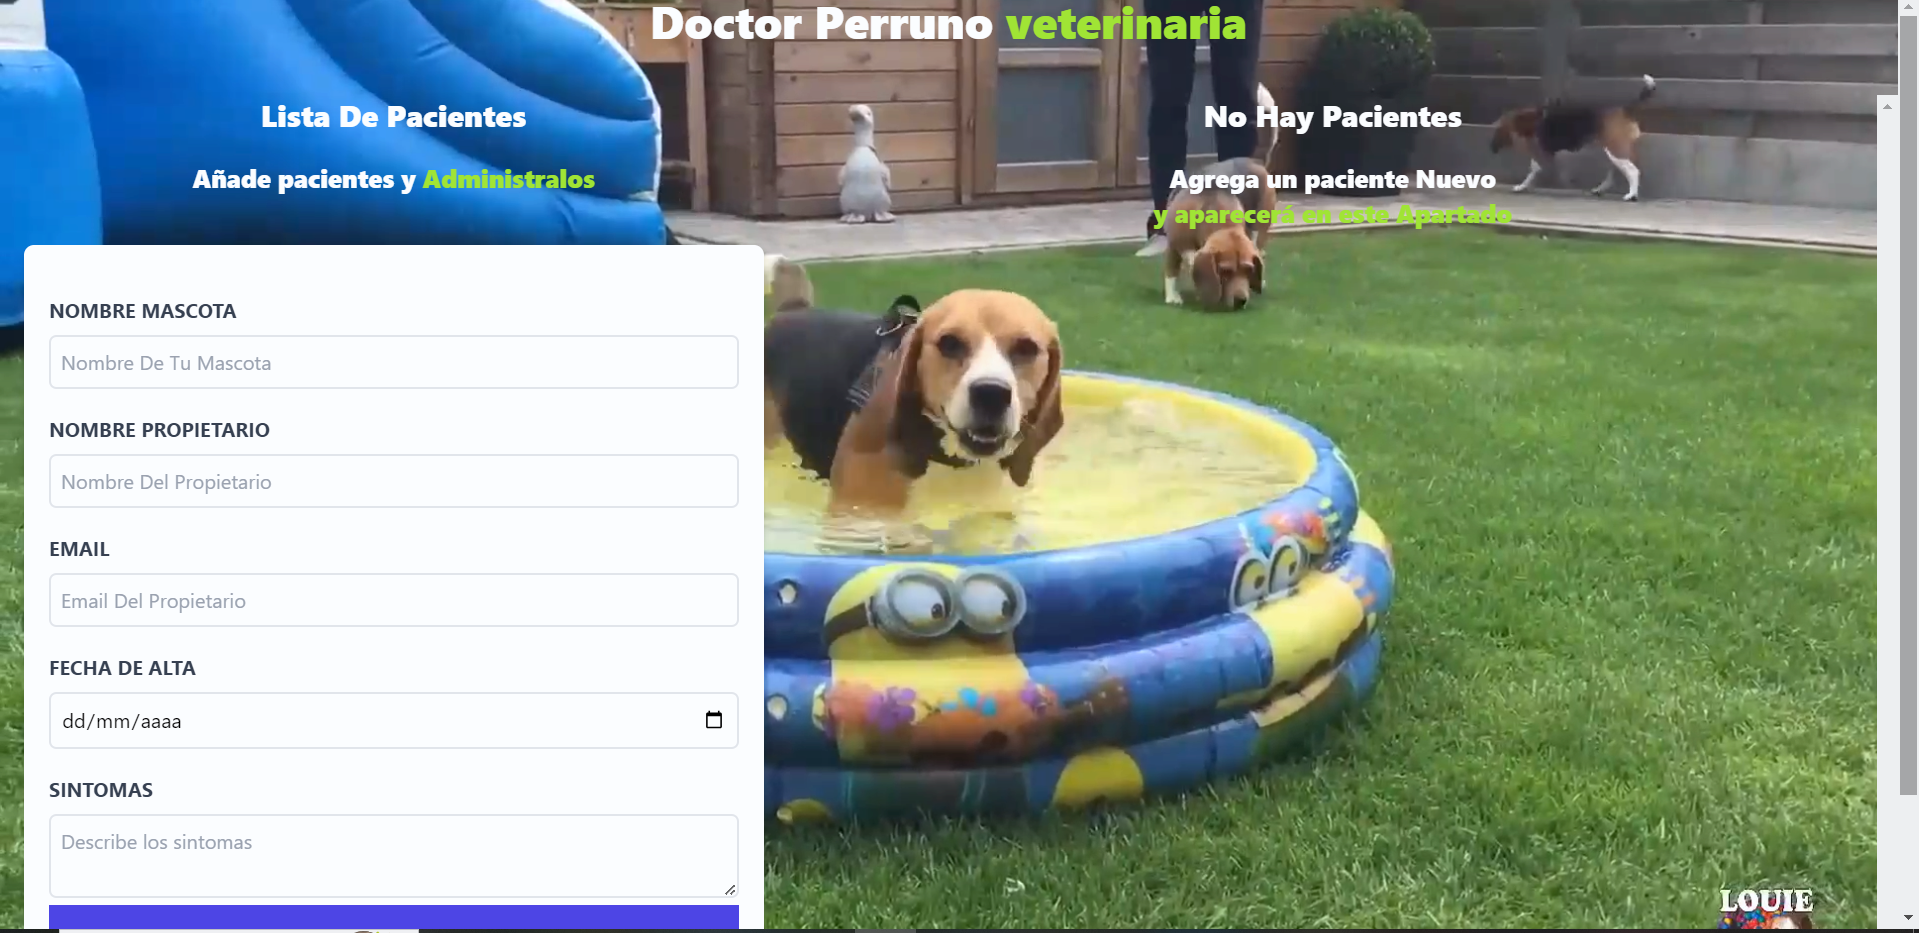 Doctor Perruno veterinaria
Lista De Pacientes
Añade pacientes y Administralos
NOMBRE MASCOTA
Nombre De Tu Mascota
NOMBRE PROPIETARIO
Nombre Del Propietario
EMAIL
Email Del Propietario
FECHA DE ALTA
dd/mm/aaaa
SINTOMAS
Describe los sintomas
No Hay Pacientes
Agrega un paciente Nuevo
y aparecerá en este Apartado
LOUIE